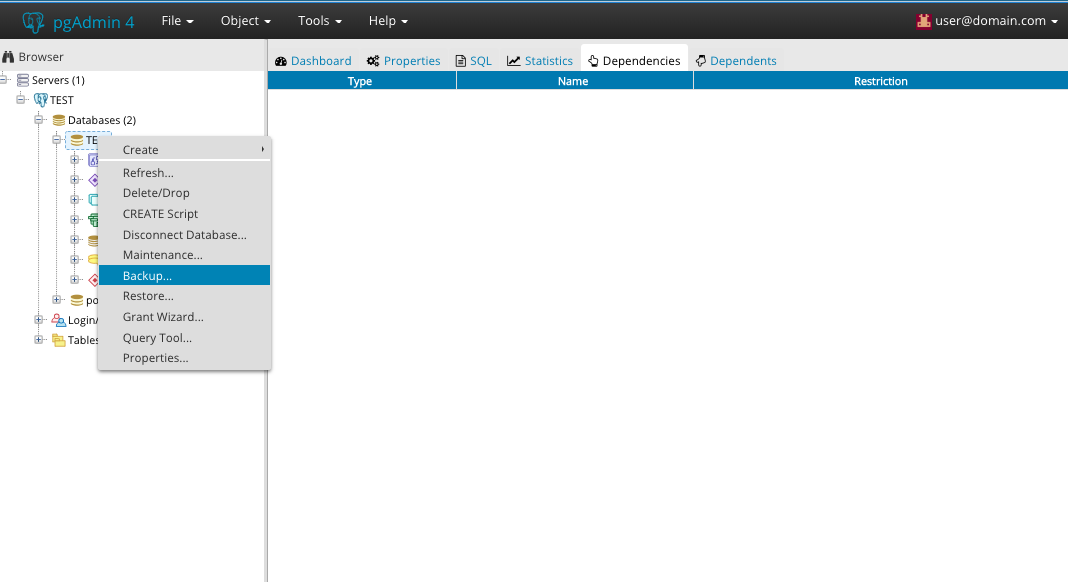 pgAdmin 4 File Object Tools Help user@domain.com
Browser
Dashboard Properties SQL Statistics Dependencies Dependents
Type Name Restriction
Servers (1)
TEST
Databases (2)
TE
Create
Refresh...
Delete/Drop
CREATE Script
Disconnect Database...
Maintenance...
Backup...
Restore...
Grant Wizard...
Query Tool...
Properties...
po
Login/
Tables